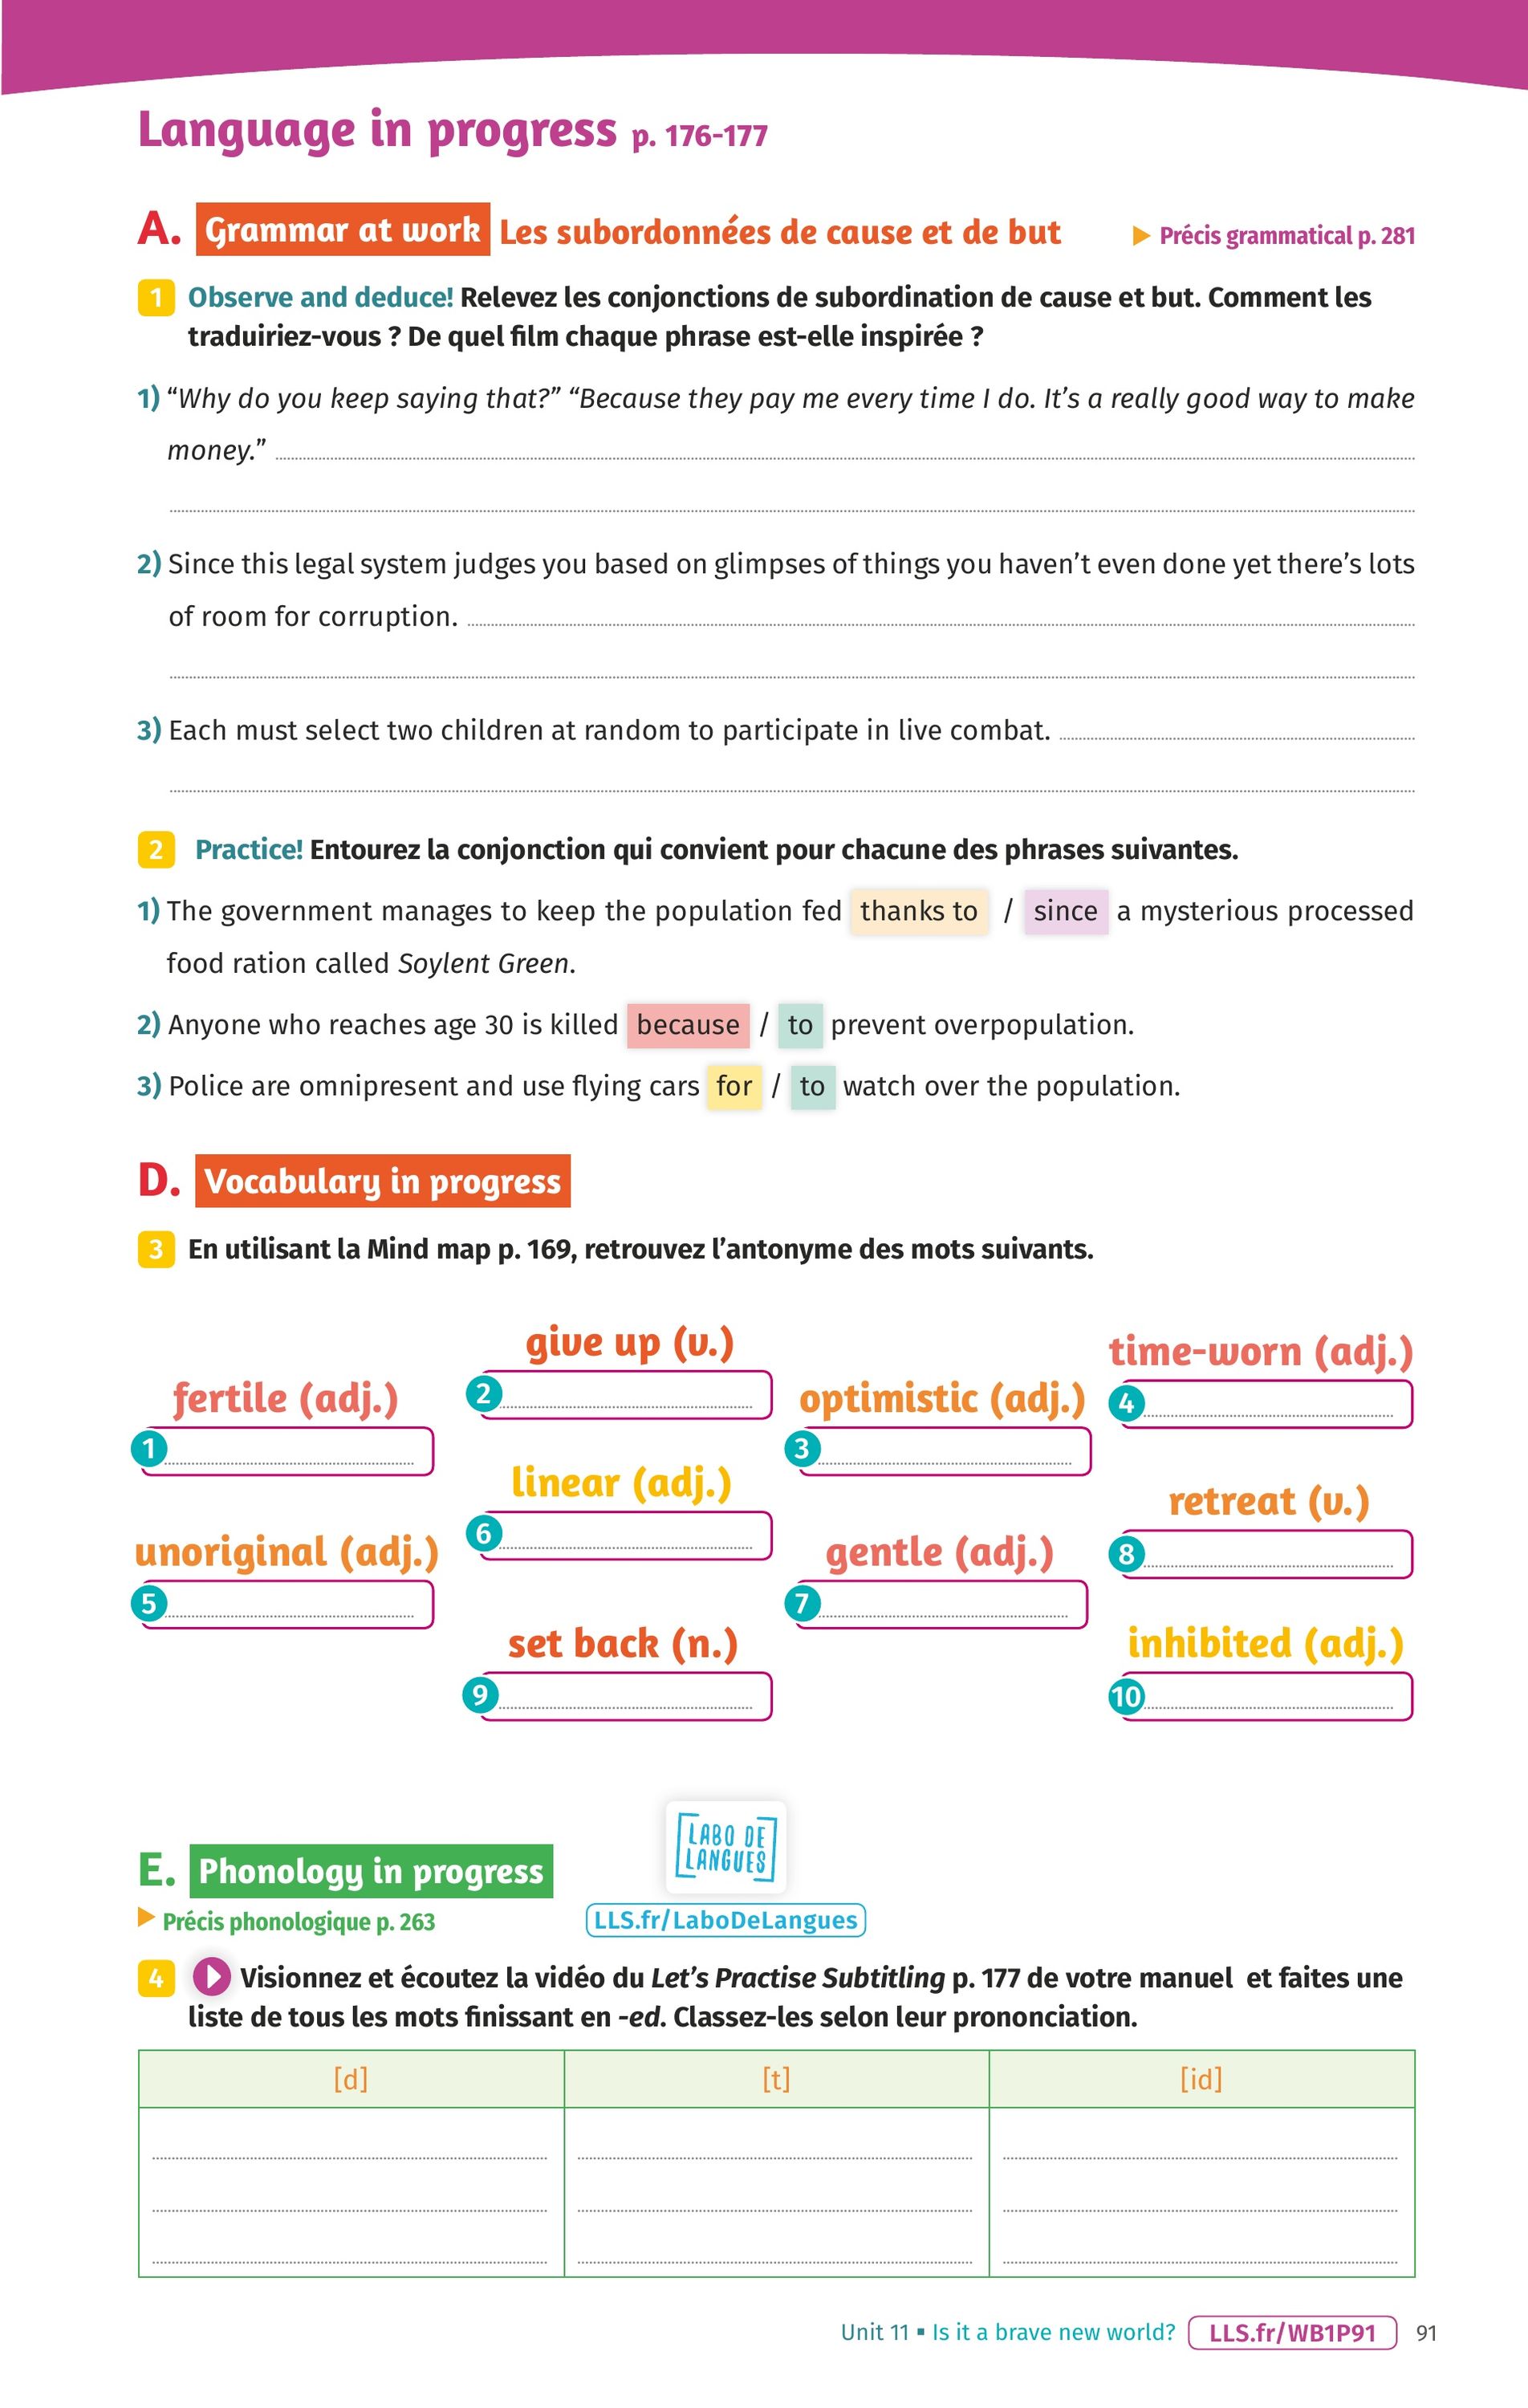 Language in progress p. 176-177
A. Grammar at work Les subordonnées de cause et de but ▶ Précis grammatical p. 281
1 Observe and deduce! Relevez les conjonctions de subordination de cause et but. Comment les
traduiriez-vous ? De quel film chaque phrase est-elle inspirée ?
1) “Why do you keep saying that?” “Because they pay me every time I do. It’s a really good way to make
money.”
2) Since this legal system judges you based on glimpses of things you haven’t even done yet there’s lots
of room for corruption.
3) Each must select two children at random to participate in live combat.
2 Practice! Entourez la conjonction qui convient pour chacune des phrases suivantes.
1) The government manages to keep the population fed thanks to / since a mysterious processed
food ration called Soylent Green.
2) Anyone who reaches age 30 is killed because / to prevent overpopulation.
3) Police are omnipresent and use flying cars for / to watch over the population.
D. Vocabulary in progress
3 En utilisant la Mind map p. 169, retrouvez l’antonyme des mots suivants.
fertile (adj.)
1
give up (v.)
2
optimistic (adj.)
3
time-worn (adj.)
4
unoriginal (adj.)
5
linear (adj.)
6
gentle (adj.)
7
retreat (v.)
8
set back (n.)
9
inhibited (adj.)
10
LABO DE
LANGUES
LLS.fr/LaboDeLangues
E. Phonology in progress
▶ Précis phonologique p. 263
4 Visionnez et écoutez la vidéo du Let’s Practise Subtitling p. 177 de votre manuel et faites une
liste de tous les mots finissant en -ed. Classez-les selon leur prononciation.
[d] [t] [id]
Unit 11 ▪ Is it a brave new world? LLS.fr/WB1P91 91